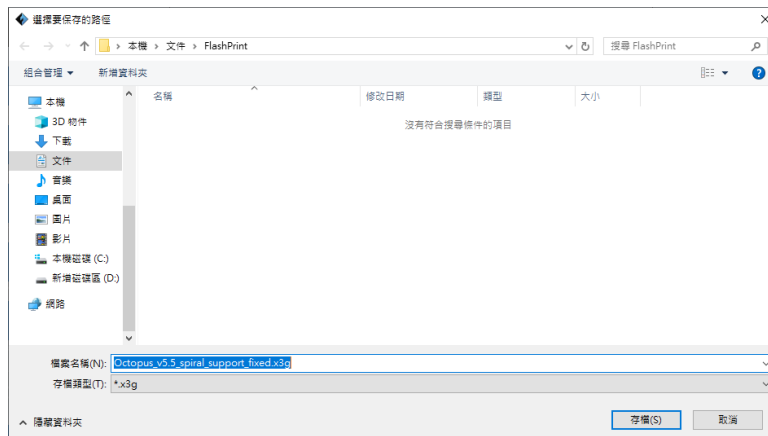 選擇要保存的路徑
本機 › 文件 › FlashPrint
搜尋 FlashPrint
組合管理 新增資料夾
名稱 修改日期 類型 大小
沒有符合搜尋條件的項目
本機
3D 物件
下載
文件
音樂
桌面
圖片
影片
本機磁碟 (C:)
新增磁碟區 (D:)
網路
檔案名稱(N): Octopus_v5.5_spiral_support_fixed.x3g
存檔類型(T): *.x3g
隱藏資料夾
存檔(S) 取消